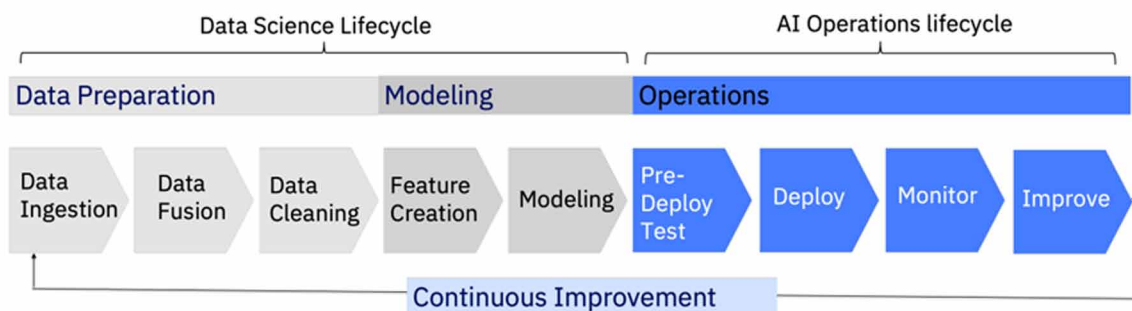 Data Science Lifecycle
AI Operations lifecycle
Data Preparation
Modeling
Operations
Data
Ingestion
Data
Fusion
Data
Cleaning
Feature
Creation
Modeling
Pre-
Deploy
Test
Deploy
Monitor
Improve
Continuous Improvement